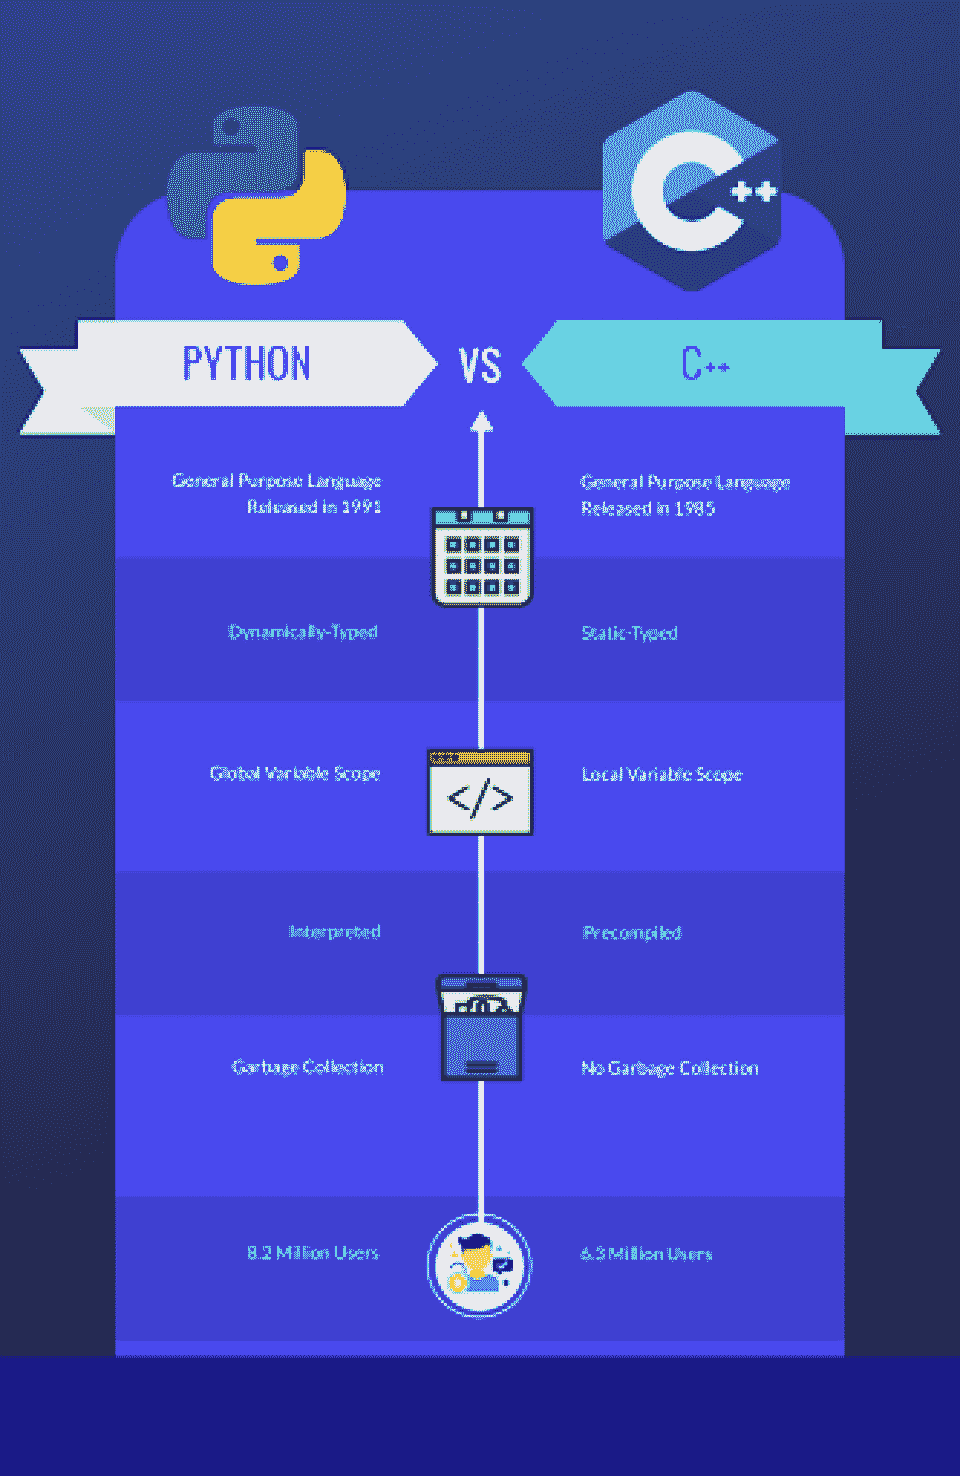 C++
PYTHON
VS
C++
General Purpose Language
Released in 1991
General Purpose Language
Released in 1985
Dynamically-Typed
Static-Typed
Global Variable Scope
Local Variable Scope
</>
Interpreted
Precompiled
Garbage Collection
No Garbage Collection
8.2 Million Users
6.3 Million Users